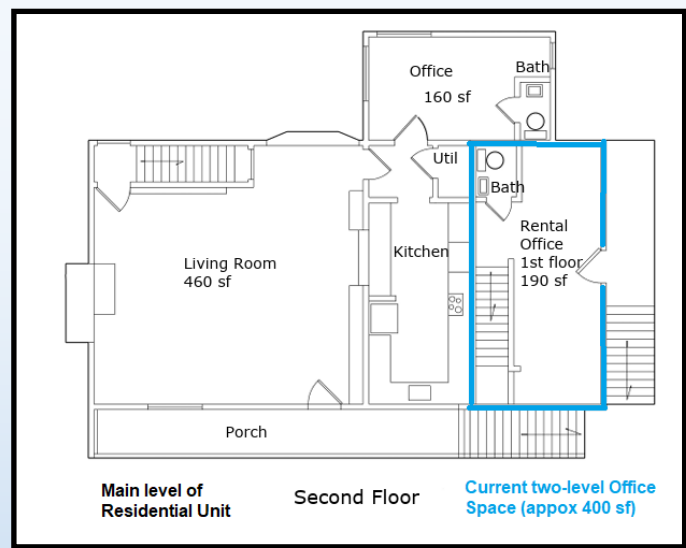 Office
160 sf
Bath
Util
Bath
Living Room
460 sf
Kitchen
Rental
Office
1st floor
190 sf
Porch
Main level of
Residential Unit
Second Floor
Current two-level Office
Space (appox 400 sf)